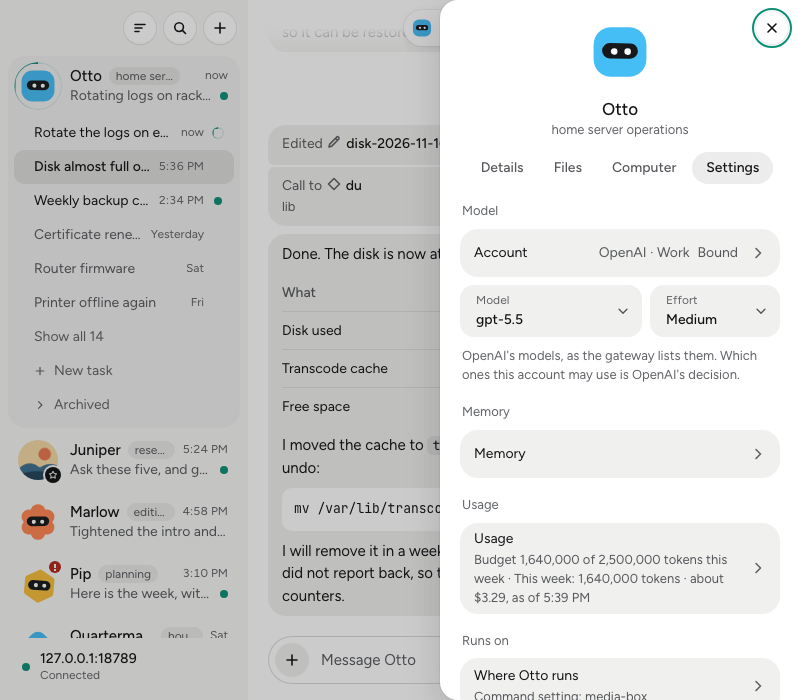 Otto home ser... now
Rotating logs on rack...
Rotate the logs on e... now
Disk almost full o... 5:36 PM
Weekly backup c... 2:34 PM
Certificate rene... Yesterday
Router firmware Sat
Printer offline again Fri
Show all 14
New task
Archived
Juniper rese... 5:24 PM
Ask these five, and g...
Marlow editi... 4:58 PM
Tightened the intro and...
Pip planning 3:10 PM
Here is the week, wit...
Quarterma hou... Sat
127.0.0.1:18789
Connected
so it can be restor
Edited disk-2026-11-1
Call to du
lib
Done. The disk is now at
What
Disk used
Transcode cache
Free space
I moved the cache to t
undo:
mv /var/lib/transco
I will remove it in a week
did not report back, so t
counters.
Message Otto
Otto
home server operations
Details Files Computer Settings
Model
Account OpenAI · Work Bound
Model
gpt-5.5
Effort
Medium
OpenAI's models, as the gateway lists them. Which
ones this account may use is OpenAI's decision.
Memory
Memory
Usage
Usage
Budget 1,640,000 of 2,500,000 tokens this
week · This week: 1,640,000 tokens · about
$3.29, as of 5:39 PM
Runs on
Where Otto runs
Command setting: media-box